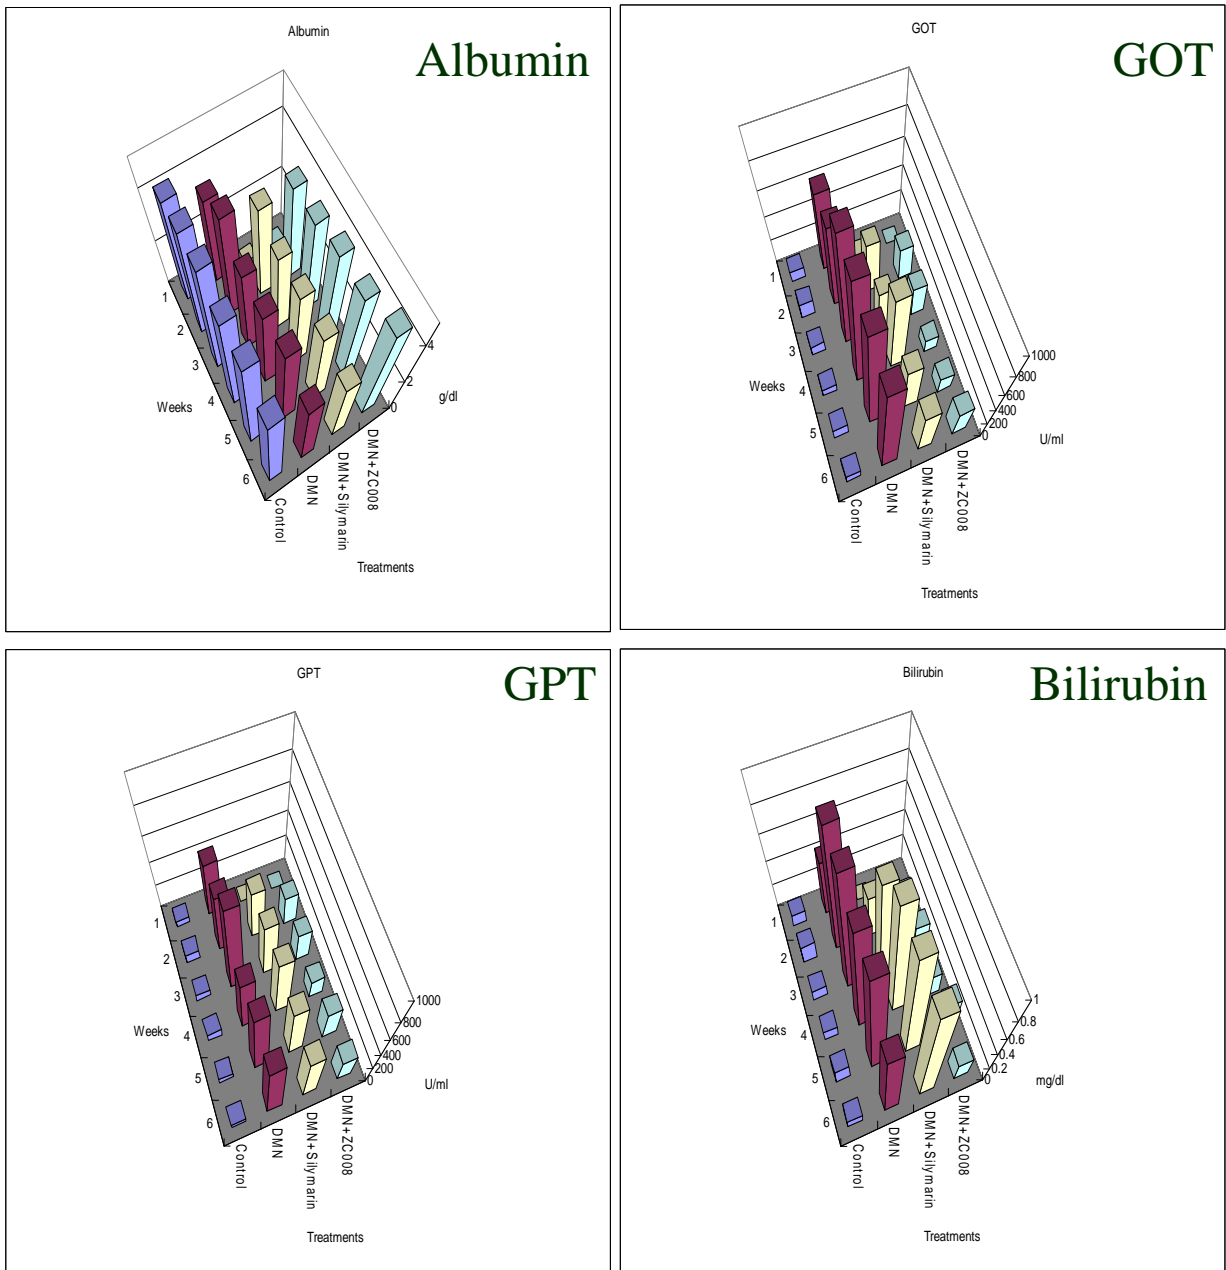 Albumin
Albumin
1
2
3
4
5
6
Weeks
4
2
0
g/dl
Control
DMN
DMN+Silymarin
DMN+ZC008
Treatments
GOT
GOT
1
2
3
4
5
6
Weeks
1000
800
600
400
200
0
U/ml
Control
DMN
DMN+Silymarin
DMN+ZC008
Treatments
GPT
GPT
1
2
3
4
5
6
Weeks
1000
800
600
400
200
0
U/ml
Control
DMN
DMN+Silymarin
DMN+ZC008
Treatments
Bilirubin
Bilirubin
1
2
3
4
5
6
Weeks
1
0.8
0.6
0.4
0.2
0
mg/dl
Control
DMN
DMN+Silymarin
DMN+ZC008
Treatments